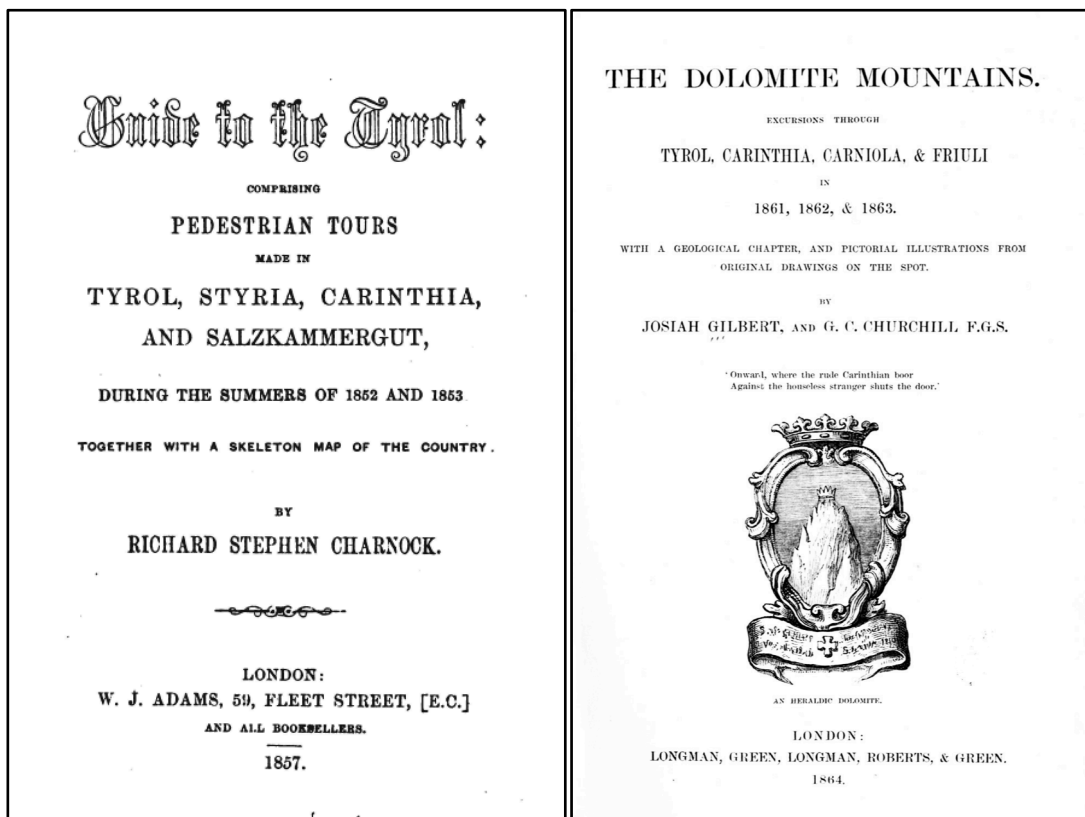 Guide to the Tyrol:
COMPRISING
PEDESTRIAN TOURS
MADE IN
TYROL, STYRIA, CARINTHIA,
AND SALZKAMMERGUT,
DURING THE SUMMERS OF 1852 AND 1853
TOGETHER WITH A SKELETON MAP OF THE COUNTRY.
BY
RICHARD STEPHEN CHARNOCK.
LONDON:
W. J. ADAMS, 59, FLEET STREET, [E.C.]
AND ALL BOOKSELLERS.
1857.
THE DOLOMITE MOUNTAINS.
EXCURSIONS THROUGH
TYROL, CARINTHIA, CARNIOLA, & FRIULI
IN
1861, 1862, & 1863.
WITH A GEOLOGICAL CHAPTER, AND PICTORIAL ILLUSTRATIONS FROM
ORIGINAL DRAWINGS ON THE SPOT.
BY
JOSIAH GILBERT, AND G. C. CHURCHILL F.G.S.
'Onward, where the rude Carinthian boor
Against the houseless stranger shuts the door.'
AN HERALDIC DOLOMITE.
LONDON:
LONGMAN, GREEN, LONGMAN, ROBERTS, & GREEN.
1864.